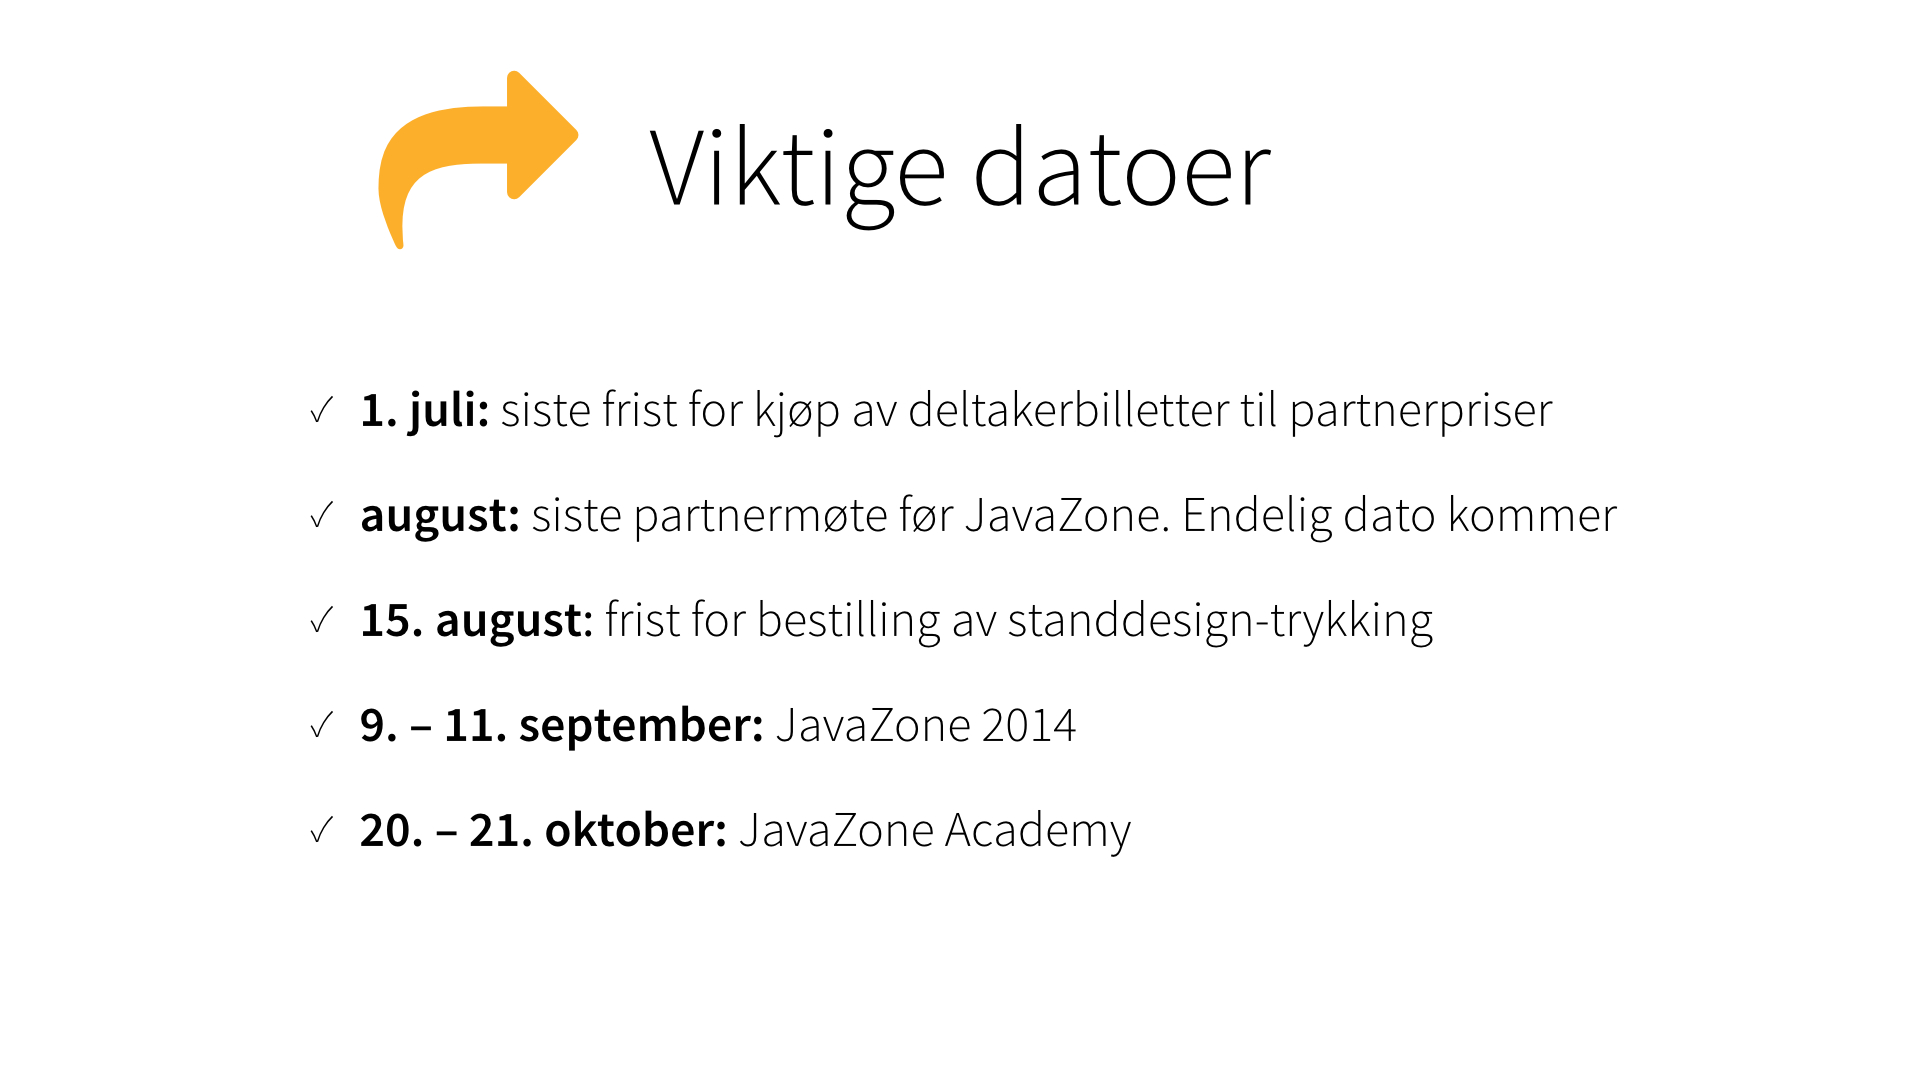 Viktige datoer
✓ 1. juli: siste frist for kjøp av deltakerbilletter til partnerpriser
✓ august: siste partnermøte før JavaZone. Endelig dato kommer
✓ 15. august: frist for bestilling av standdesign-trykking
✓ 9. – 11. september: JavaZone 2014
✓ 20. – 21. oktober: JavaZone Academy